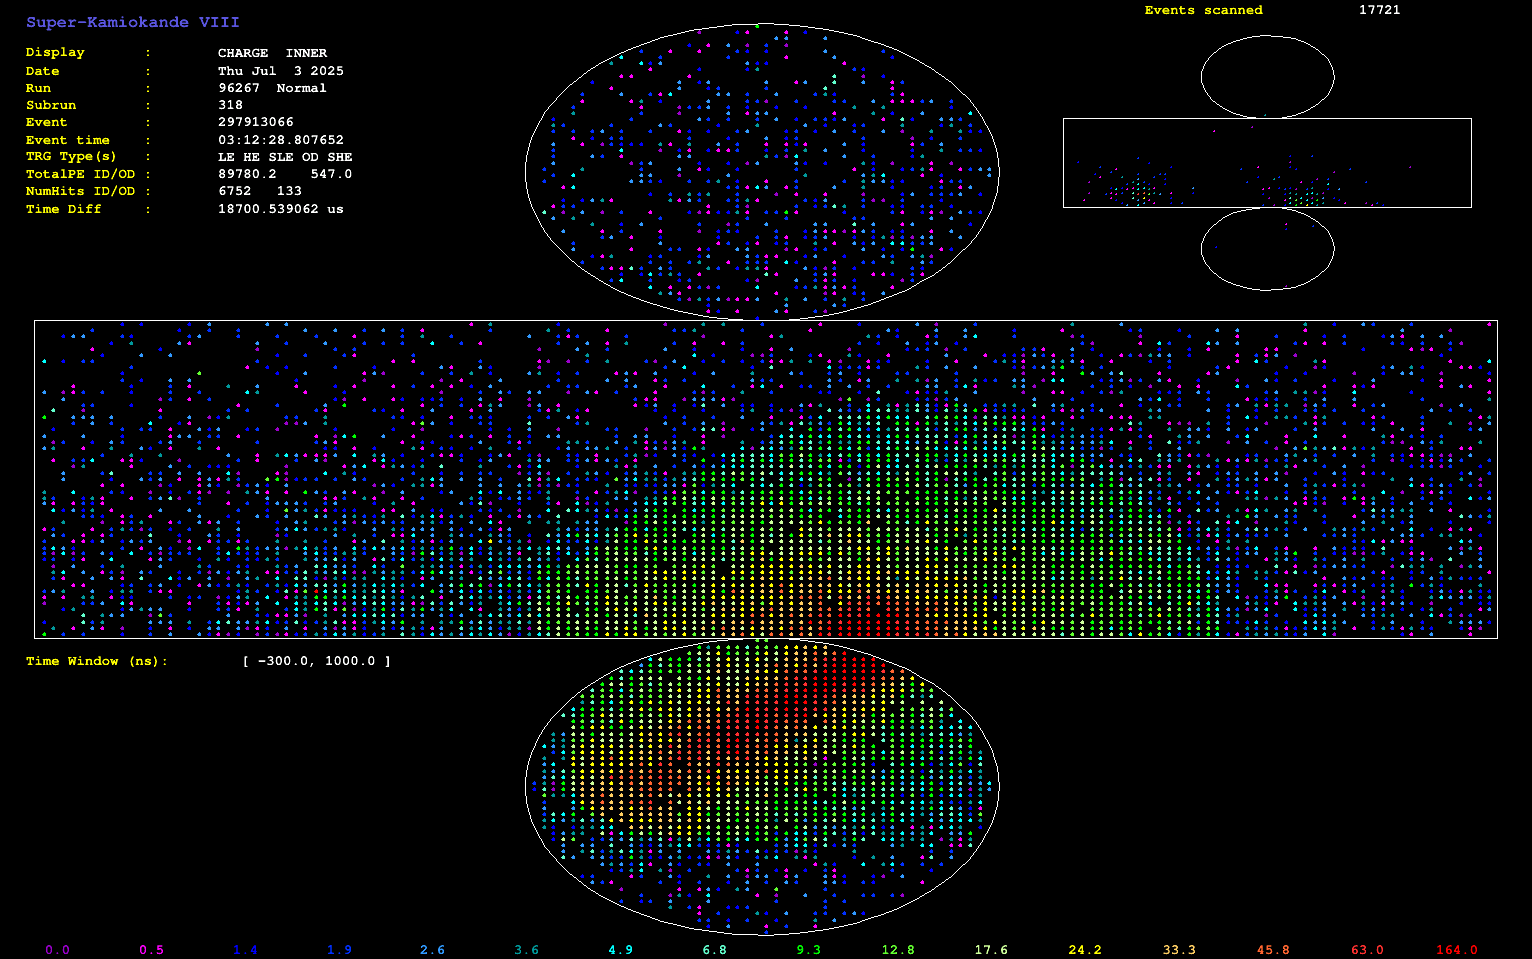 Super-Kamiokande VIII
Display : CHARGE INNER
Date : Thu Jul 3 2025
Run : 96267 Normal
Subrun : 318
Event : 297913066
Event time : 03:12:28.807652
TRG Type(s) : LE HE SLE OD SHE
TotalPE ID/OD : 89780.2 547.0
NumHits ID/OD : 6752 133
Time Diff : 18700.539062 us
Events scanned 17721
Time Window (ns): [ -300.0, 1000.0 ]
0.0 0.5 1.4 1.9 2.6 3.6 4.9 6.8 9.3 12.8 17.6 24.2 33.3 45.8 63.0 164.0